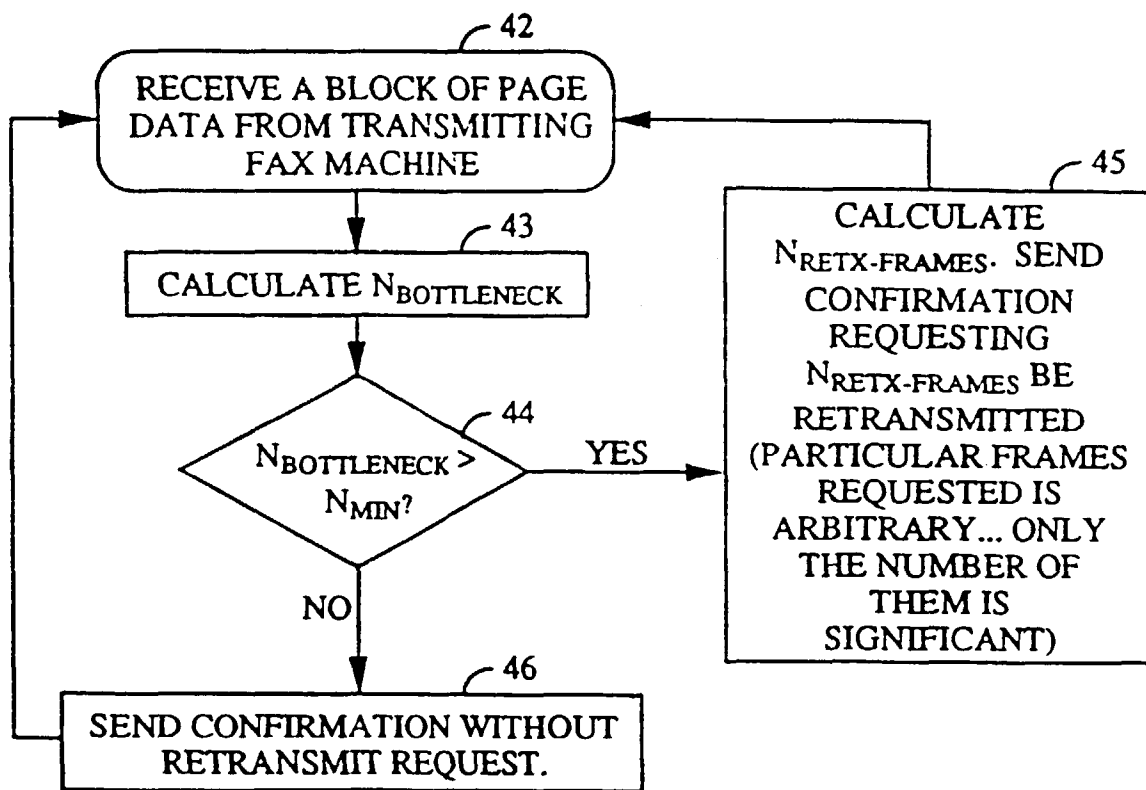 42
RECEIVE A BLOCK OF PAGE
DATA FROM TRANSMITTING
FAX MACHINE
43
CALCULATE NBOTTLENECK
44
NBOTTLENECK >
NMIN?
YES
NO
45
CALCULATE
NRETX-FRAMES. SEND
CONFIRMATION
REQUESTING
NRETX-FRAMES BE
RETRANSMITTED
(PARTICULAR FRAMES
REQUESTED IS
ARBITRARY... ONLY
THE NUMBER OF
THEM IS
SIGNIFICANT)
46
SEND CONFIRMATION WITHOUT
RETRANSMIT REQUEST.